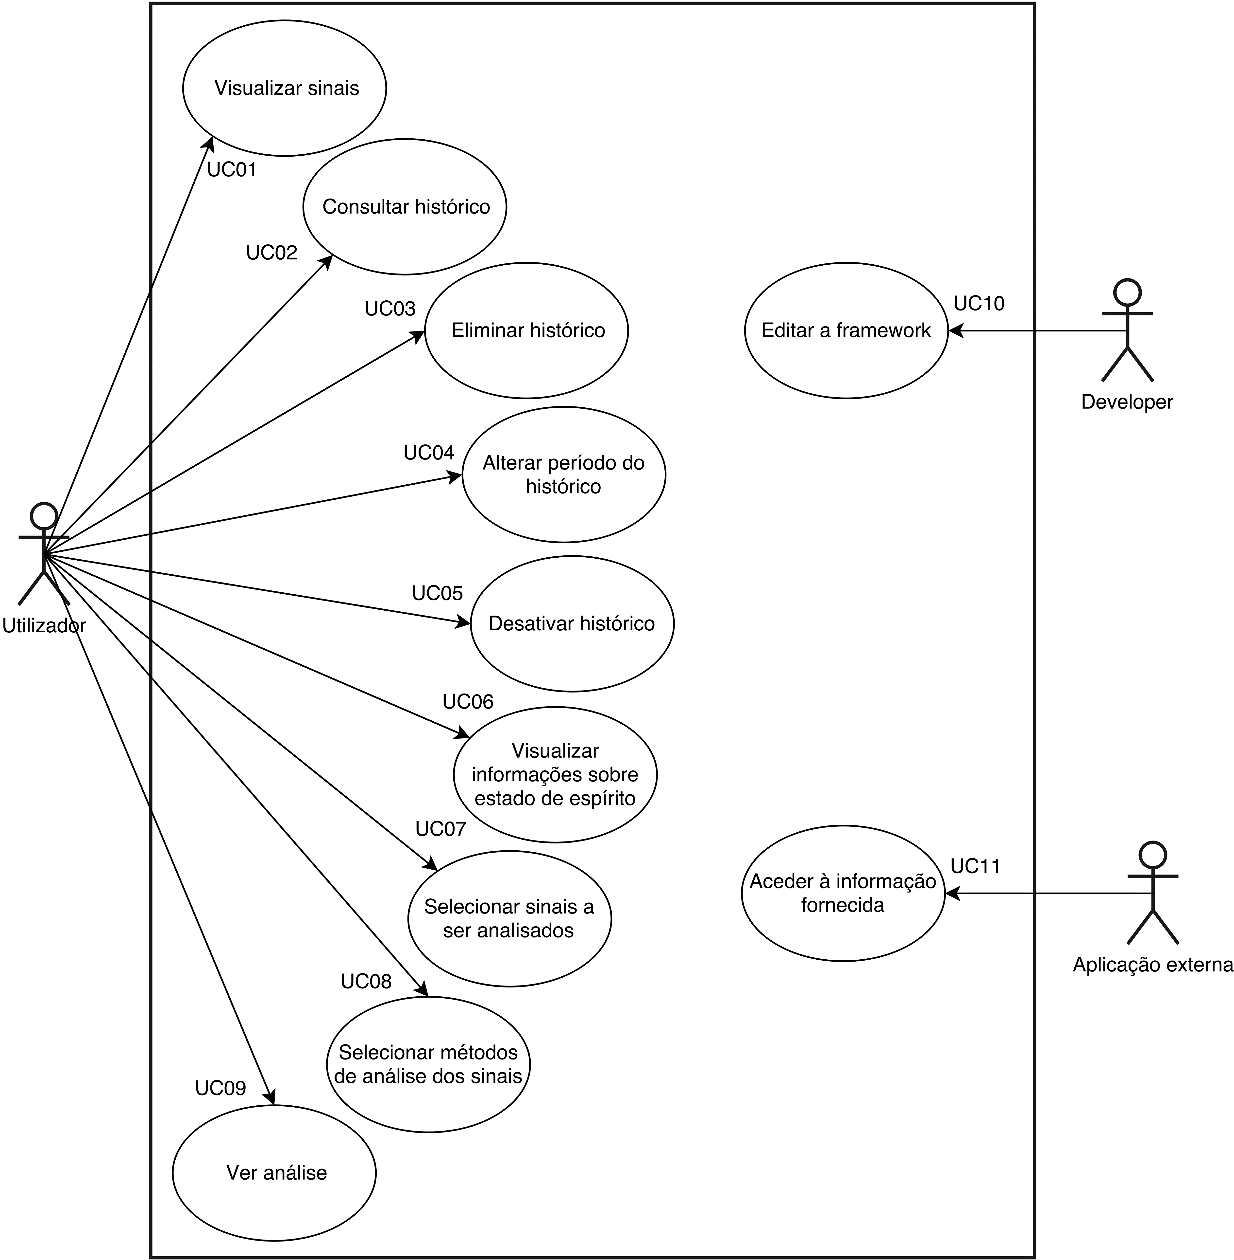 Visualizar sinais
UC01
Consultar histórico
UC02
UC03
Eliminar histórico
UC10
Editar a framework
Developer
UC04
Alterar período do
histórico
UC05
Desativar histórico
Utilizador
UC06
Visualizar
informações sobre
estado de espírito
UC07
Selecionar sinais a
ser analisados
UC11
Aceder à informação
fornecida
Aplicação externa
UC08
Selecionar métodos
de análise dos sinais
UC09
Ver análise